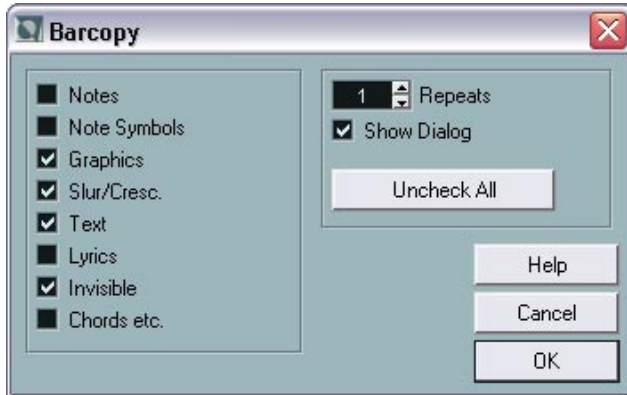 Barcopy
Notes
Note Symbols
Graphics
Slur/Cresc.
Text
Lyrics
Invisible
Chords etc.
1 Repeats
Show Dialog
Uncheck All
Help
Cancel
OK